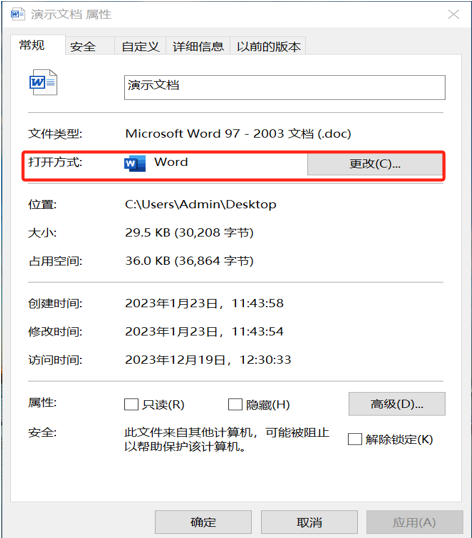 演示文档 属性
常规 安全 自定义 详细信息 以前的版本
演示文档
文件类型: Microsoft Word 97 - 2003 文档 (.doc)
打开方式: Word 更改(C)...
位置: C:\Users\Admin\Desktop
大小: 29.5 KB (30,208 字节)
占用空间: 36.0 KB (36,864 字节)
创建时间: 2023年1月23日，11:43:58
修改时间: 2023年1月23日，11:43:54
访问时间: 2023年12月19日，12:30:33
属性: 只读(R) 隐藏(H) 高级(D)...
安全: 此文件来自其他计算机，可能被阻止
以帮助保护该计算机。 解除锁定(K)
确定 取消 应用(A)